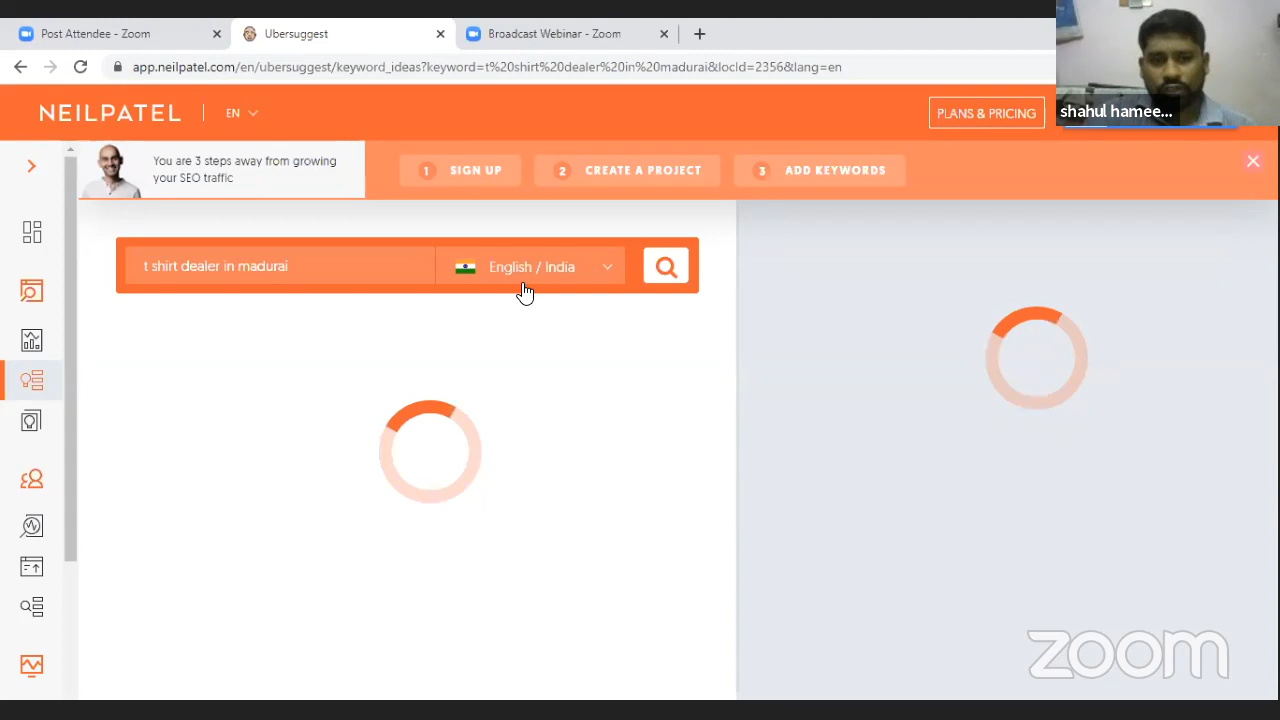 Post Attendee - Zoom
Ubersuggest
Broadcast Webinar - Zoom
app.neilpatel.com/en/ubersuggest/keyword_ideas?keyword=t%20shirt%20dealer%20in%20madurai&locId=2356&lang=en
shahul hamee...
NEILPATEL
EN
PLANS & PRICING
You are 3 steps away from growing
your SEO traffic
1 SIGN UP
2 CREATE A PROJECT
3 ADD KEYWORDS
t shirt dealer in madurai
English / India
zoom